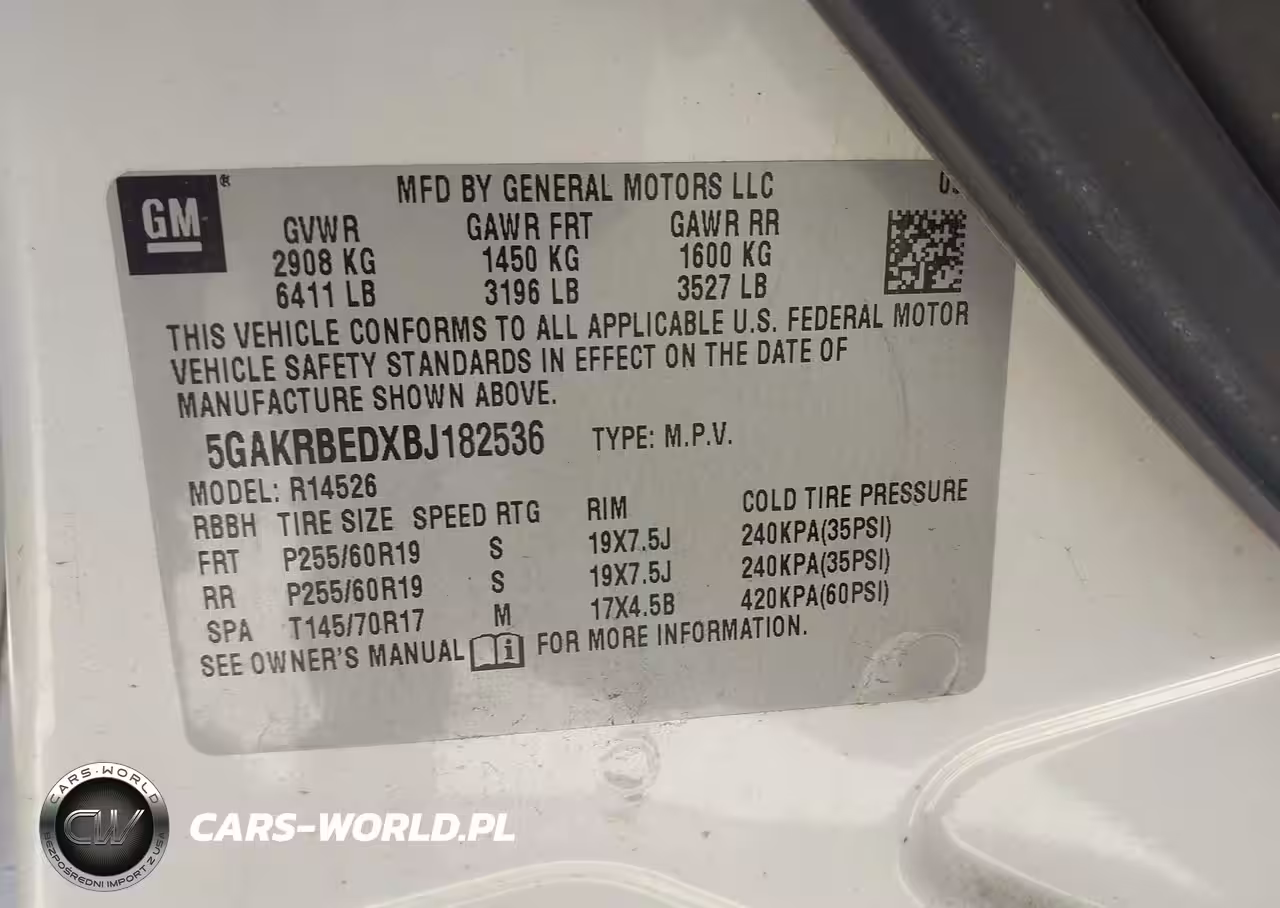 GM ®
MFD BY GENERAL MOTORS LLC
GVWR GAWR FRT GAWR RR
2908 KG 1450 KG 1600 KG
6411 LB 3196 LB 3527 LB
THIS VEHICLE CONFORMS TO ALL APPLICABLE U.S. FEDERAL MOTOR
VEHICLE SAFETY STANDARDS IN EFFECT ON THE DATE OF
MANUFACTURE SHOWN ABOVE.
5GAKRBEDXBJ182536 TYPE: M.P.V.
MODEL: R14526
RBBH TIRE SIZE SPEED RTG RIM COLD TIRE PRESSURE
FRT P255/60R19 S 19X7.5J 240KPA(35PSI)
RR P255/60R19 S 19X7.5J 240KPA(35PSI)
SPA T145/70R17 M 17X4.5B 420KPA(60PSI)
SEE OWNER'S MANUAL i FOR MORE INFORMATION.
CARS-WORLD
CW
BEZPOŚREDNI IMPORT Z USA
CARS-WORLD.PL